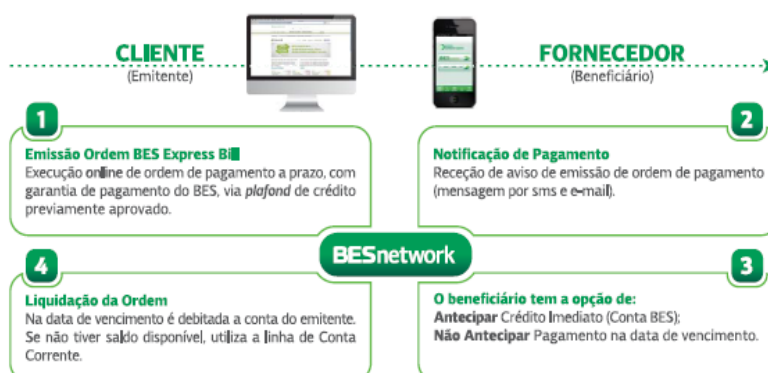 CLIENTE
(Emitente)
FORNECEDOR
(Beneficiário)
1
Emissão Ordem BES Express Bill
Execução online de ordem de pagamento a prazo, com
garantia de pagamento do BES, via plafond de crédito
previamente aprovado.
2
Notificação de Pagamento
Receção de aviso de emissão de ordem de pagamento
(mensagem por sms e e-mail).
BESnetwork
4
Liquidação da Ordem
Na data de vencimento é debitada a conta do emitente.
Se não tiver saldo disponível, utiliza a linha de Conta
Corrente.
3
O beneficiário tem a opção de:
Antecipar Crédito Imediato (Conta BES);
Não Antecipar Pagamento na data de vencimento.